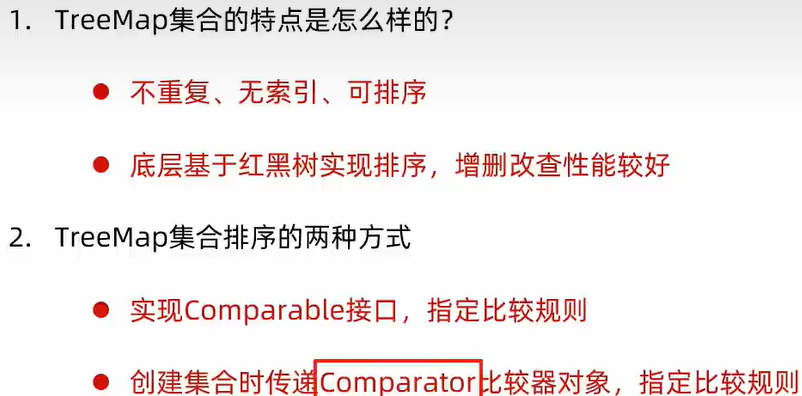 1. TreeMap集合的特点是怎么样的？
● 不重复、无索引、可排序
● 底层基于红黑树实现排序，增删改查性能较好
2. TreeMap集合排序的两种方式
● 实现Comparable接口，指定比较规则
● 创建集合时传递Comparator比较器对象，指定比较规则